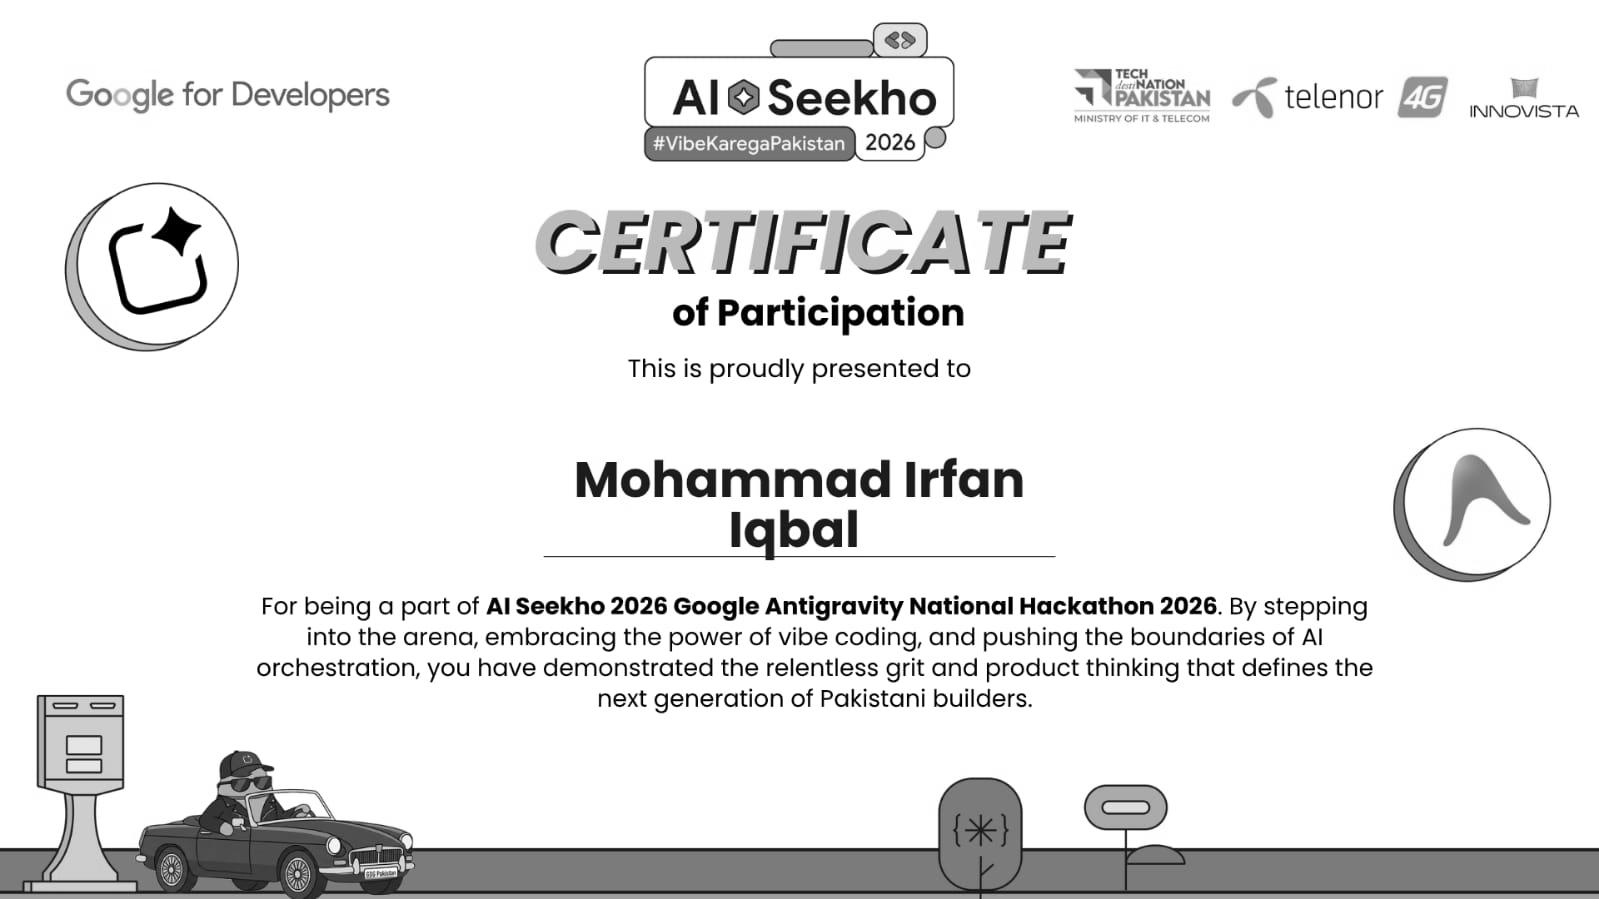 Google for Developers
AI Seekho
#VibeKaregaPakistan 2026
TECH
destiNATION
PAKISTAN
MINISTRY OF IT & TELECOM
telenor 4G
INNOVISTA
CERTIFICATE
of Participation
This is proudly presented to
Mohammad Irfan
Iqbal
For being a part of AI Seekho 2026 Google Antigravity National Hackathon 2026. By stepping
into the arena, embracing the power of vibe coding, and pushing the boundaries of AI
orchestration, you have demonstrated the relentless grit and product thinking that defines the
next generation of Pakistani builders.
{*}
GDG Pakistan